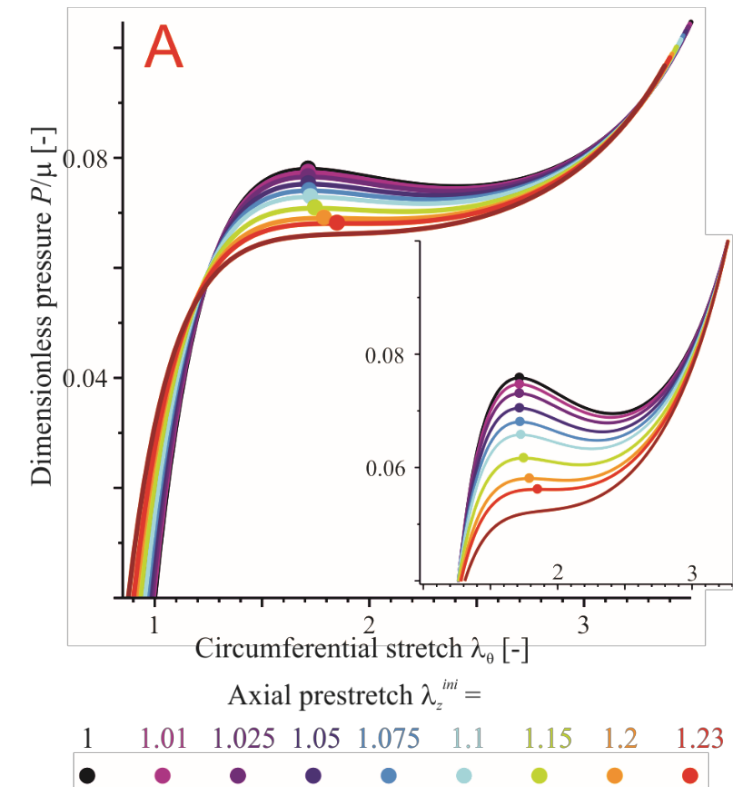 A
Dimensionless pressure P/μ [-]
0.08
0.04
1 2 3
0.08
0.06
2 3
Circumferential stretch λθ [-]
Axial prestretch λz^ini =
1 1.01 1.025 1.05 1.075 1.1 1.15 1.2 1.23